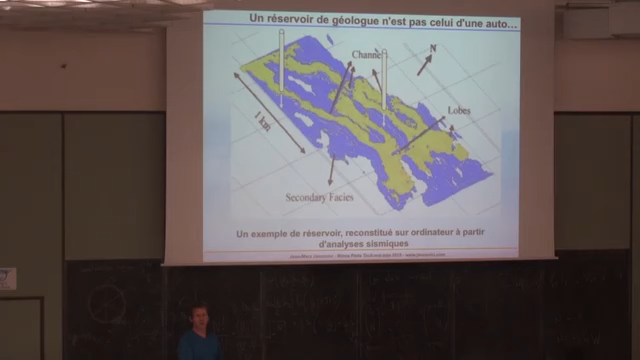 Un réservoir de géologue n'est pas celui d'une auto…
Channel
N
Lobes
1 km
Secondary Facies
Un exemple de réservoir, reconstitué sur ordinateur à partir
d'analyses sismiques